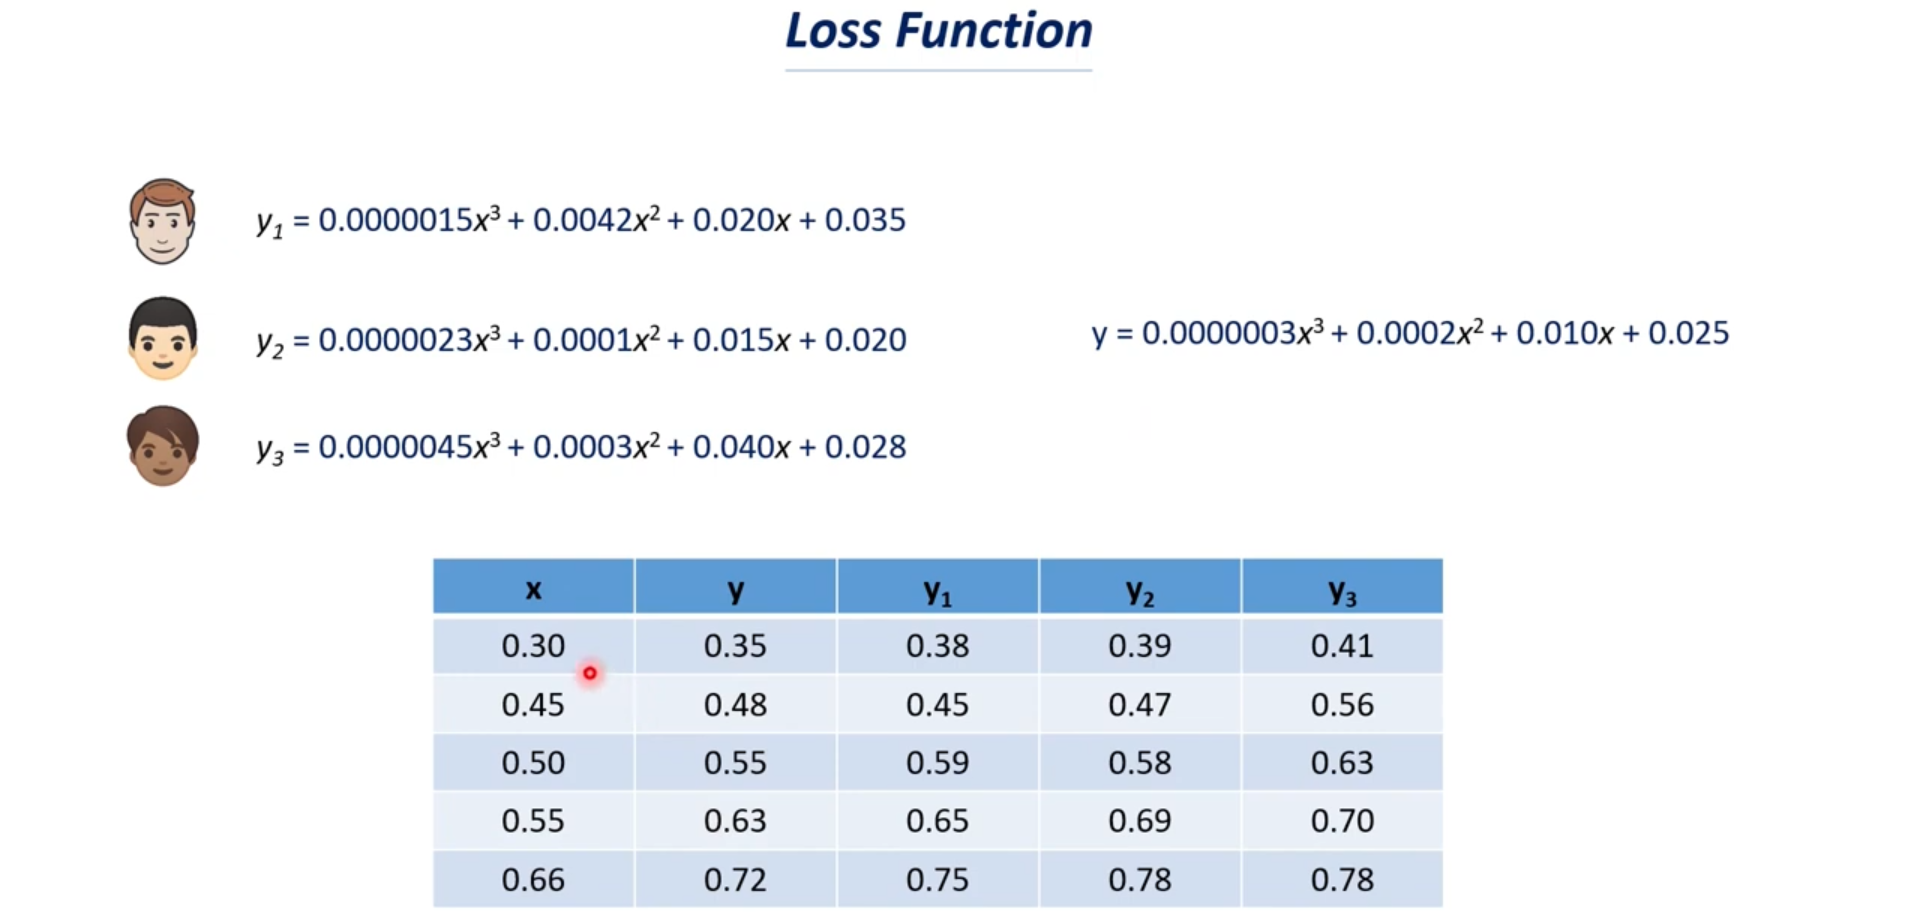 Loss Function
y₁ = 0.0000015x³ + 0.0042x² + 0.020x + 0.035
y₂ = 0.0000023x³ + 0.0001x² + 0.015x + 0.020
y = 0.0000003x³ + 0.0002x² + 0.010x + 0.025
y₃ = 0.0000045x³ + 0.0003x² + 0.040x + 0.028
x y y₁ y₂ y₃
0.30 0.35 0.38 0.39 0.41
0.45 0.48 0.45 0.47 0.56
0.50 0.55 0.59 0.58 0.63
0.55 0.63 0.65 0.69 0.70
0.66 0.72 0.75 0.78 0.78